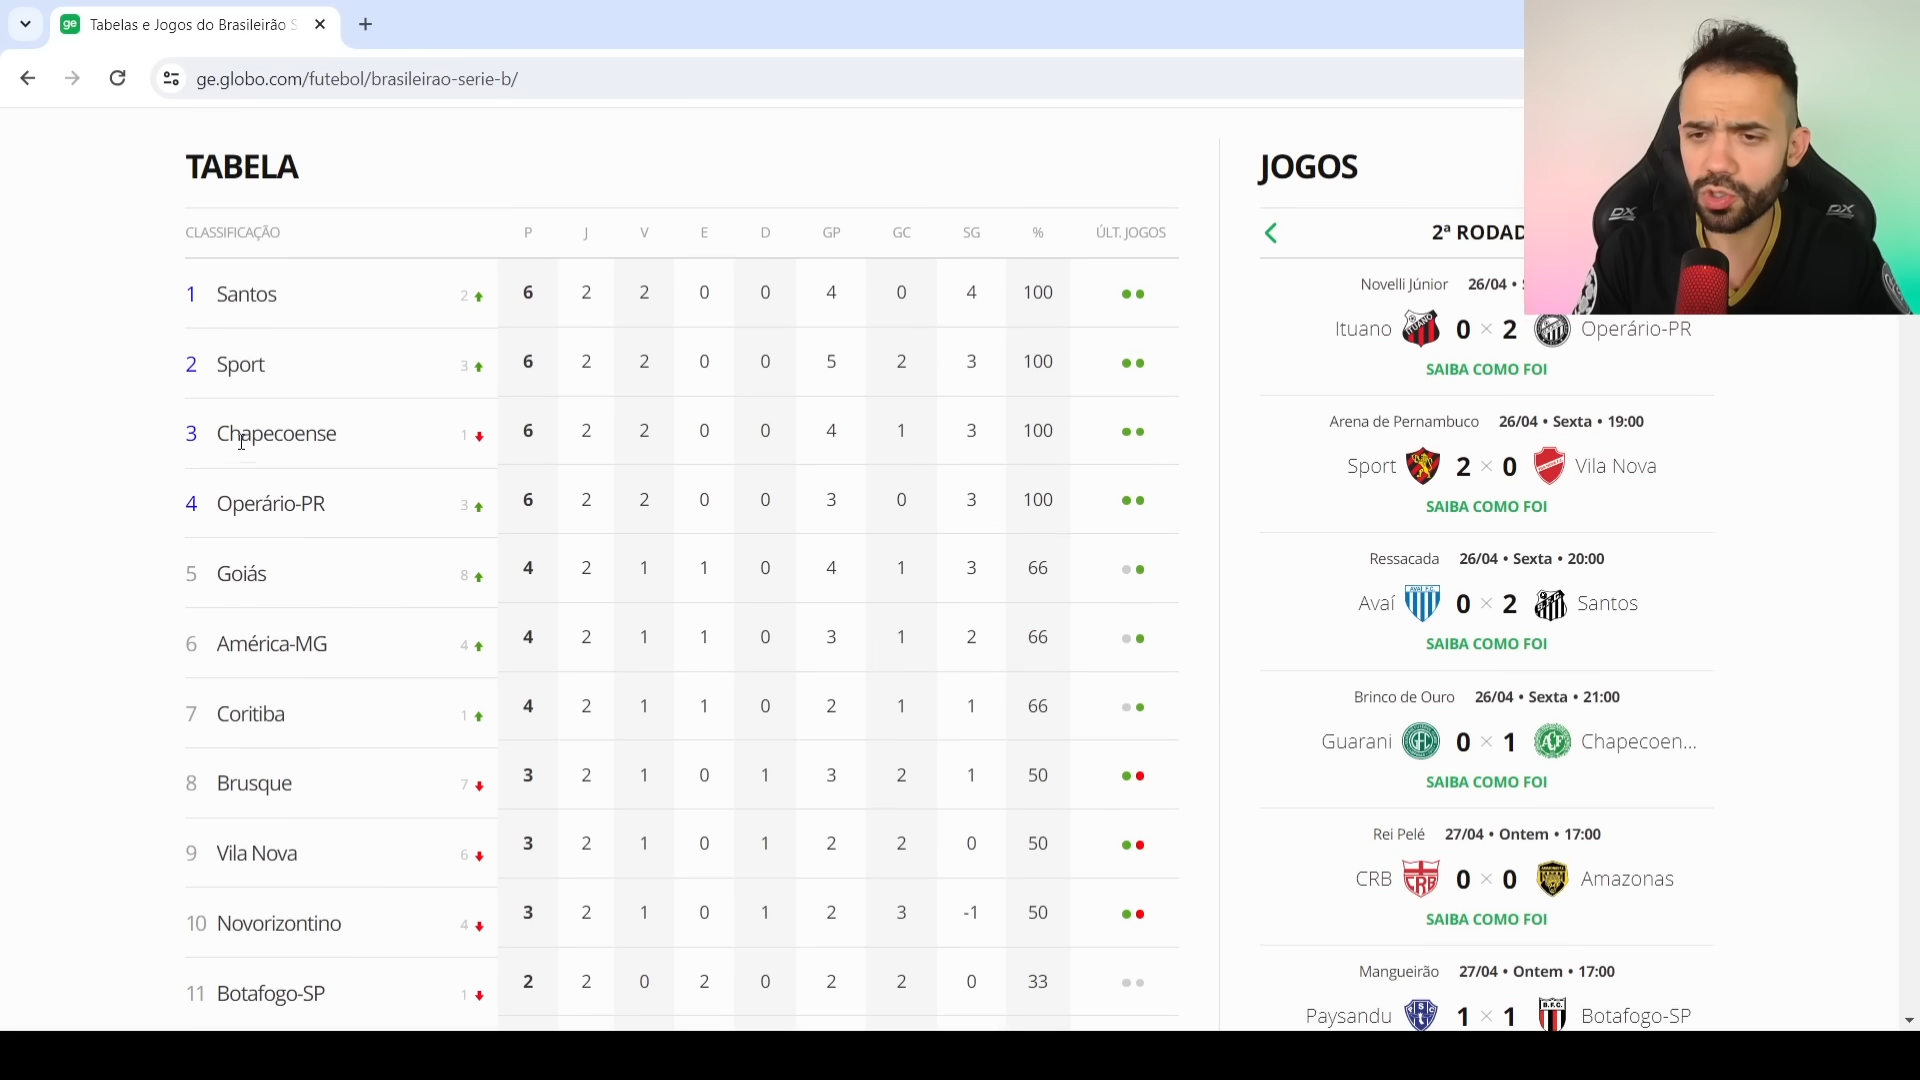 ge Tabelas e Jogos do Brasileirão S
ge.globo.com/futebol/brasileirao-serie-b/
TABELA
CLASSIFICAÇÃO P J V E D GP GC SG % ÚLT. JOGOS
1 Santos 2 6 2 2 0 0 4 0 4 100
2 Sport 3 6 2 2 0 0 5 2 3 100
3 Chapecoense 1 6 2 2 0 0 4 1 3 100
4 Operário-PR 3 6 2 2 0 0 3 0 3 100
5 Goiás 8 4 2 1 1 0 4 1 3 66
6 América-MG 4 4 2 1 1 0 3 1 2 66
7 Coritiba 1 4 2 1 1 0 2 1 1 66
8 Brusque 7 3 2 1 0 1 3 2 1 50
9 Vila Nova 6 3 2 1 0 1 2 2 0 50
10 Novorizontino 4 3 2 1 0 1 2 3 -1 50
11 Botafogo-SP 1 2 2 0 2 0 2 2 0 33
JOGOS
2ª RODAD
Novelli Júnior 26/04 •
Ituano 0 × 2 Operário-PR
SAIBA COMO FOI
Arena de Pernambuco 26/04 • Sexta • 19:00
Sport 2 × 0 Vila Nova
SAIBA COMO FOI
Ressacada 26/04 • Sexta • 20:00
Avaí 0 × 2 Santos
SAIBA COMO FOI
Brinco de Ouro 26/04 • Sexta • 21:00
Guarani 0 × 1 Chapecoen...
SAIBA COMO FOI
Rei Pelé 27/04 • Ontem • 17:00
CRB 0 × 0 Amazonas
SAIBA COMO FOI
Mangueirão 27/04 • Ontem • 17:00
Paysandu 1 × 1 Botafogo-SP
DX DX